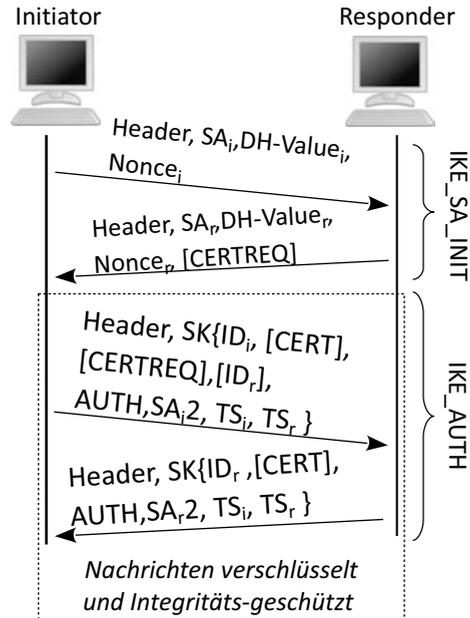 Initiator
Responder
Header, SAᵢ,DH-Valueᵢ,
Nonceᵢ
Header, SAᵣ,DH-Valueᵣ,
Nonceᵣ, [CERTREQ]
IKE_SA_INIT
Header, SK{IDᵢ, [CERT],
[CERTREQ],[IDᵣ],
AUTH,SAᵢ2, TSᵢ, TSᵣ }
Header, SK{IDᵣ ,[CERT],
AUTH,SAᵣ2, TSᵢ, TSᵣ }
IKE_AUTH
Nachrichten verschlüsselt
und Integritäts-geschützt